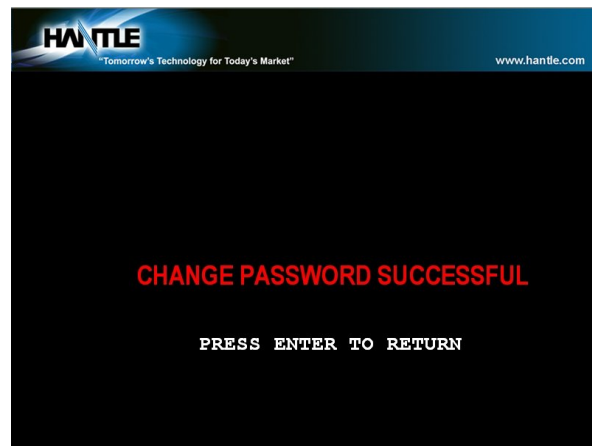 HANTLE
"Tomorrow's Technology for Today's Market"
www.hantle.com
CHANGE PASSWORD SUCCESSFUL
PRESS ENTER TO RETURN